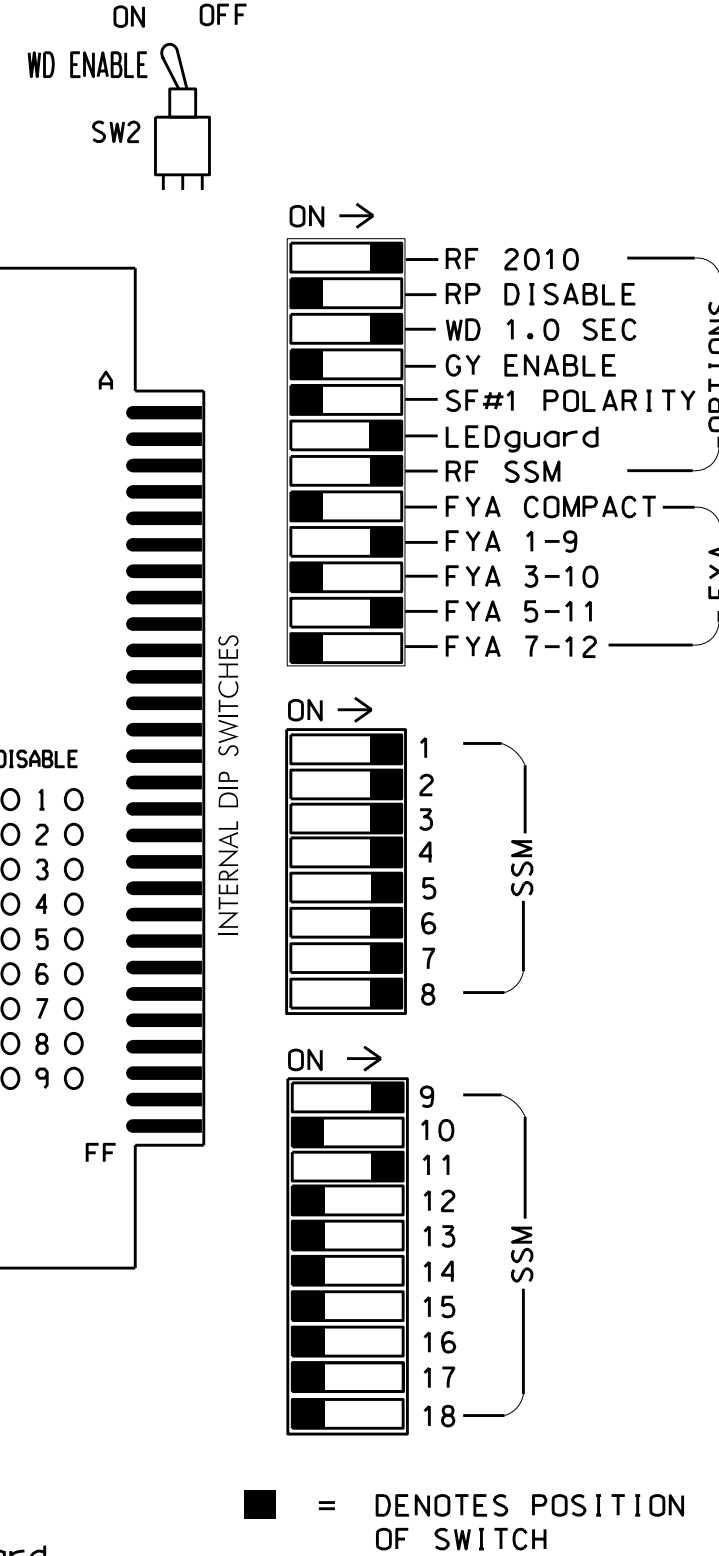 ON OFF
WD ENABLE
SW2
ON →
RF 2010
RP DISABLE
WD 1.0 SEC
GY ENABLE
SF#1 POLARITY
LEDguard
RF SSM
FYA COMPACT
FYA 1-9
FYA 3-10
FYA 5-11
FYA 7-12
OPTIONS
FYA
A
FF
INTERNAL DIP SWITCHES
DISABLE
1
2
3
4
5
6
7
8
9
ON →
1
2
3
4
5
6
7
8
SSM
ON →
9
10
11
12
13
14
15
16
17
18
SSM
= DENOTES POSITION
OF SWITCH